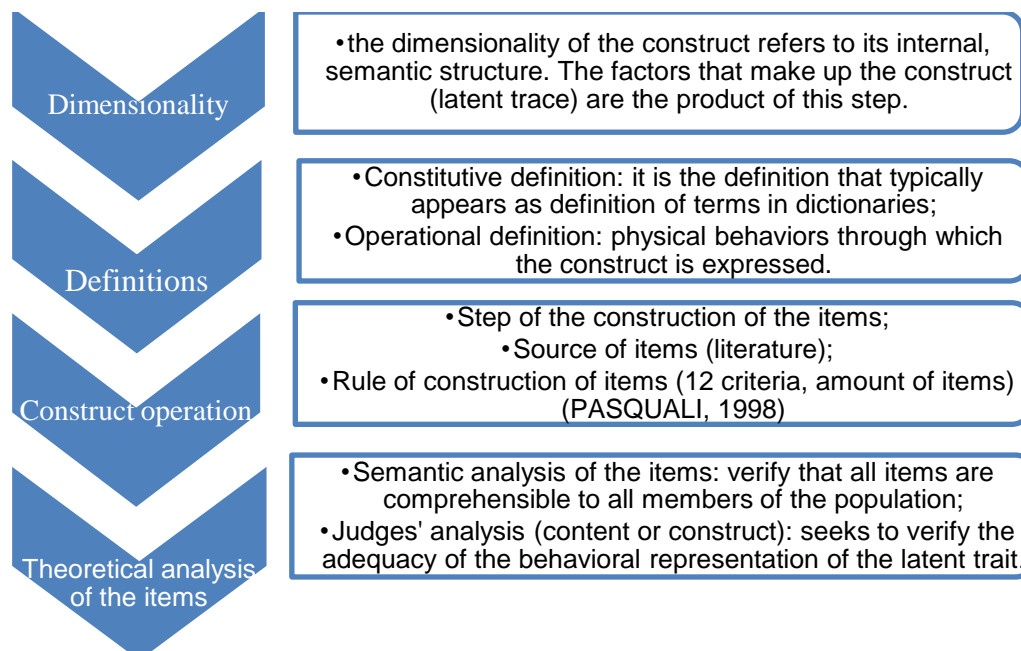 Dimensionality
•the dimensionality of the construct refers to its internal,
semantic structure. The factors that make up the construct
(latent trace) are the product of this step.
Definitions
•Constitutive definition: it is the definition that typically
appears as definition of terms in dictionaries;
•Operational definition: physical behaviors through which
the construct is expressed.
Construct operation
•Step of the construction of the items;
•Source of items (literature);
•Rule of construction of items (12 criteria, amount of items)
(PASQUALI, 1998)
Theoretical analysis
of the items
•Semantic analysis of the items: verify that all items are
comprehensible to all members of the population;
•Judges' analysis (content or construct): seeks to verify the
adequacy of the behavioral representation of the latent trait.